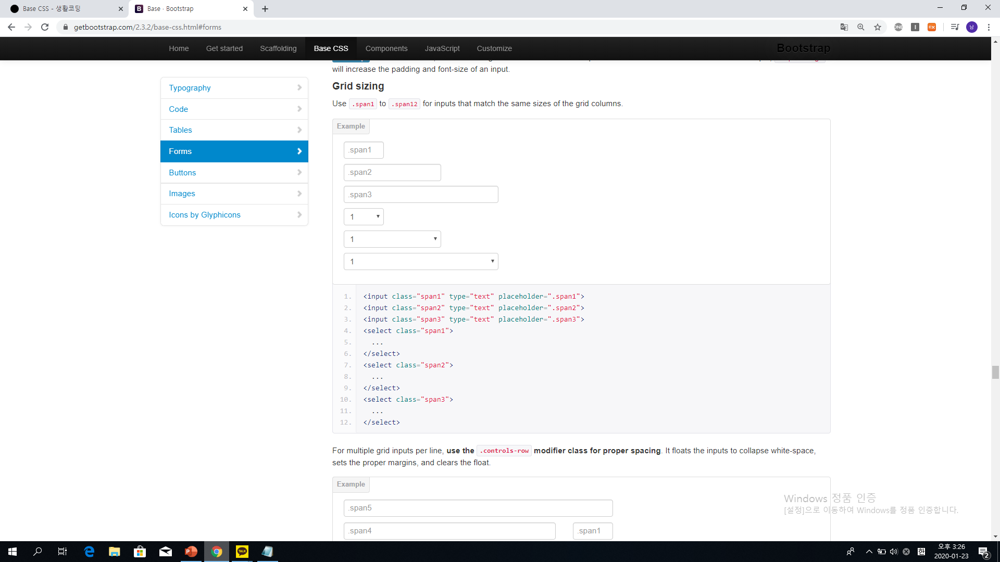 Base CSS - 생활코딩
Base · Bootstrap
getbootstrap.com/2.3.2/base-css.html#forms
Home Get started Scaffolding Base CSS Components JavaScript Customize Bootstrap
Typography
Code
Tables
Forms
Buttons
Images
Icons by Glyphicons
will increase the padding and font-size of an input.
Grid sizing
Use .span1 to .span12 for inputs that match the same sizes of the grid columns.
Example
.span1
.span2
.span3
1
1
1
1. <input class="span1" type="text" placeholder=".span1">
2. <input class="span2" type="text" placeholder=".span2">
3. <input class="span3" type="text" placeholder=".span3">
4. <select class="span1">
5. ...
6. </select>
7. <select class="span2">
8. ...
9. </select>
10. <select class="span3">
11. ...
12. </select>
For multiple grid inputs per line, use the .controls-row modifier class for proper spacing. It floats the inputs to collapse white-space,
sets the proper margins, and clears the float.
Example
.span5
.span4 .span1
Windows 정품 인증
[설정]으로 이동하여 Windows를 정품 인증합니다.
TALK
오후 3:26
2020-01-23
2